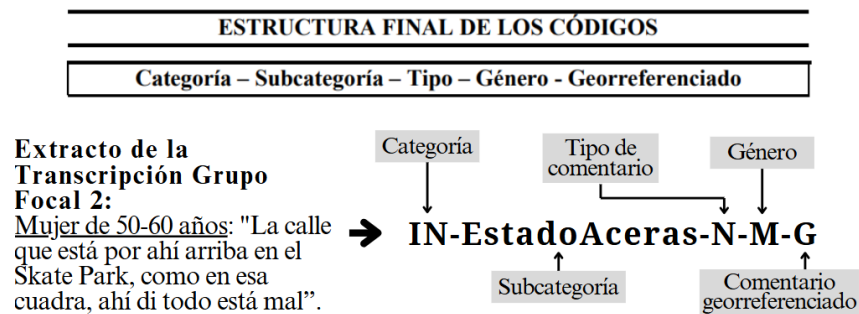 ESTRUCTURA FINAL DE LOS CÓDIGOS
Categoría – Subcategoría – Tipo – Género - Georreferenciado
Extracto de la
Transcripción Grupo
Focal 2:
Mujer de 50-60 años: "La calle
que está por ahí arriba en el
Skate Park, como en esa
cuadra, ahí di todo está mal”.
Categoría
Tipo de
comentario
Género
IN-EstadoAceras-N-M-G
Subcategoría
Comentario
georreferenciado